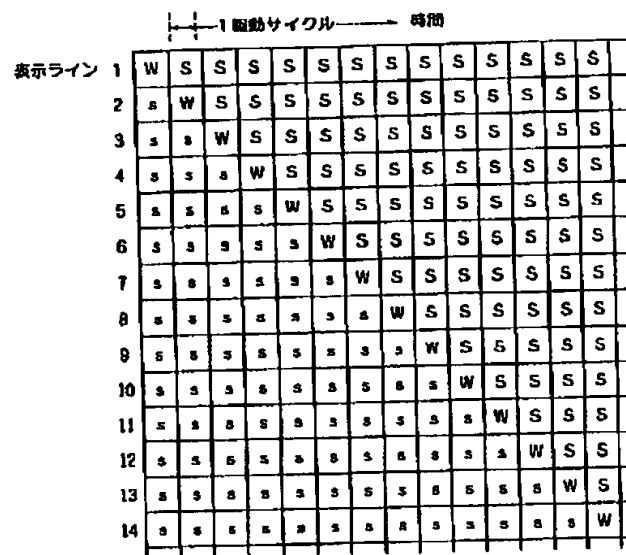 1駆動サイクル 時間
表示ライン 1 W S S S S S S S S S S S S S
2 s W S S S S S S S S S S S S
3 s s W S S S S S S S S S S S
4 s s s W S S S S S S S S S S
5 s s s s W S S S S S S S S S
6 s s s s s W S S S S S S S S
7 s s s s s s W S S S S S S S
8 s s s s s s s W S S S S S S
9 s s s s s s s s W S S S S S
10 s s s s s s s s s W S S S S
11 s s s s s s s s s s W S S S
12 s s s s s s s s s s s W S S
13 s s s s s s s s s s s s W S
14 s s s s s s s s s s s s s W